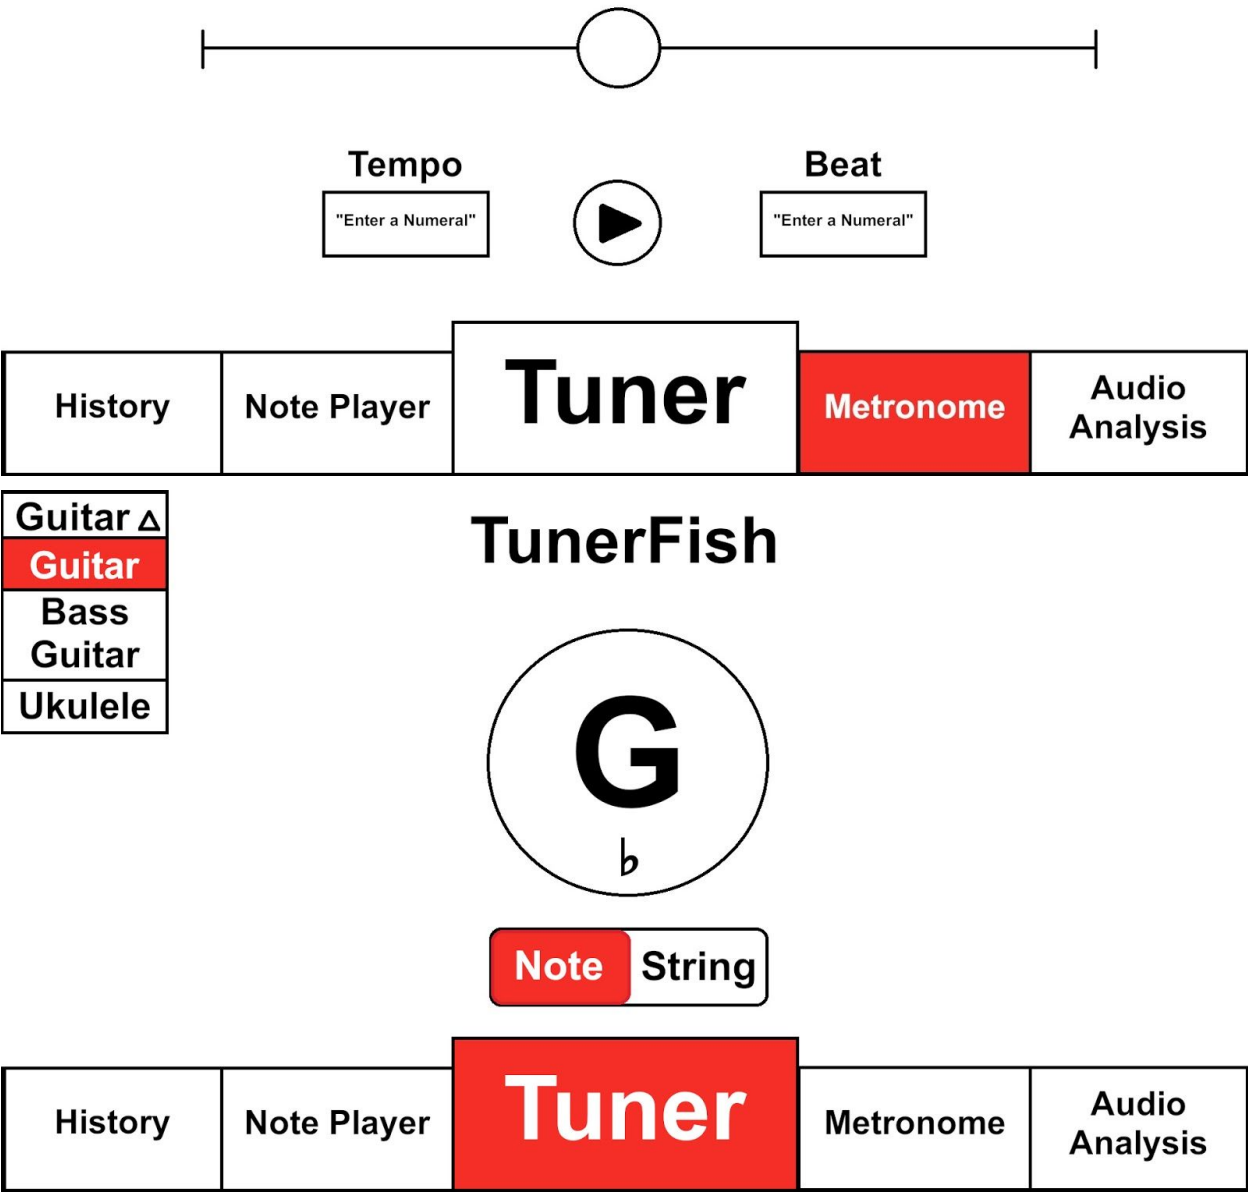 Tempo
Beat
"Enter a Numeral"
"Enter a Numeral"
History
Note Player
Tuner
Metronome
Audio
Analysis
Guitar
Guitar
Bass
Guitar
Ukulele
TunerFish
G
♭
Note
String
History
Note Player
Tuner
Metronome
Audio
Analysis